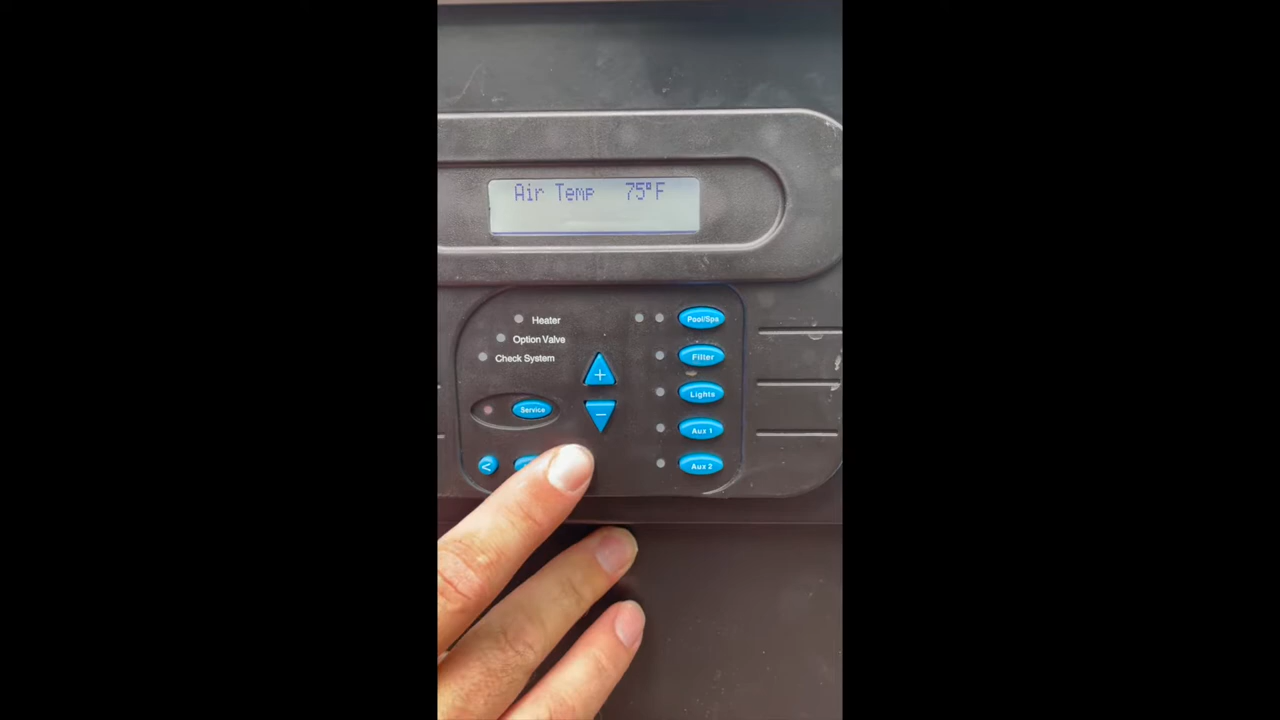 Air Temp 75°F
Heater
Option Valve
Check System
Service
<
+
−
Pool/Spa
Filter
Lights
Aux 1
Aux 2